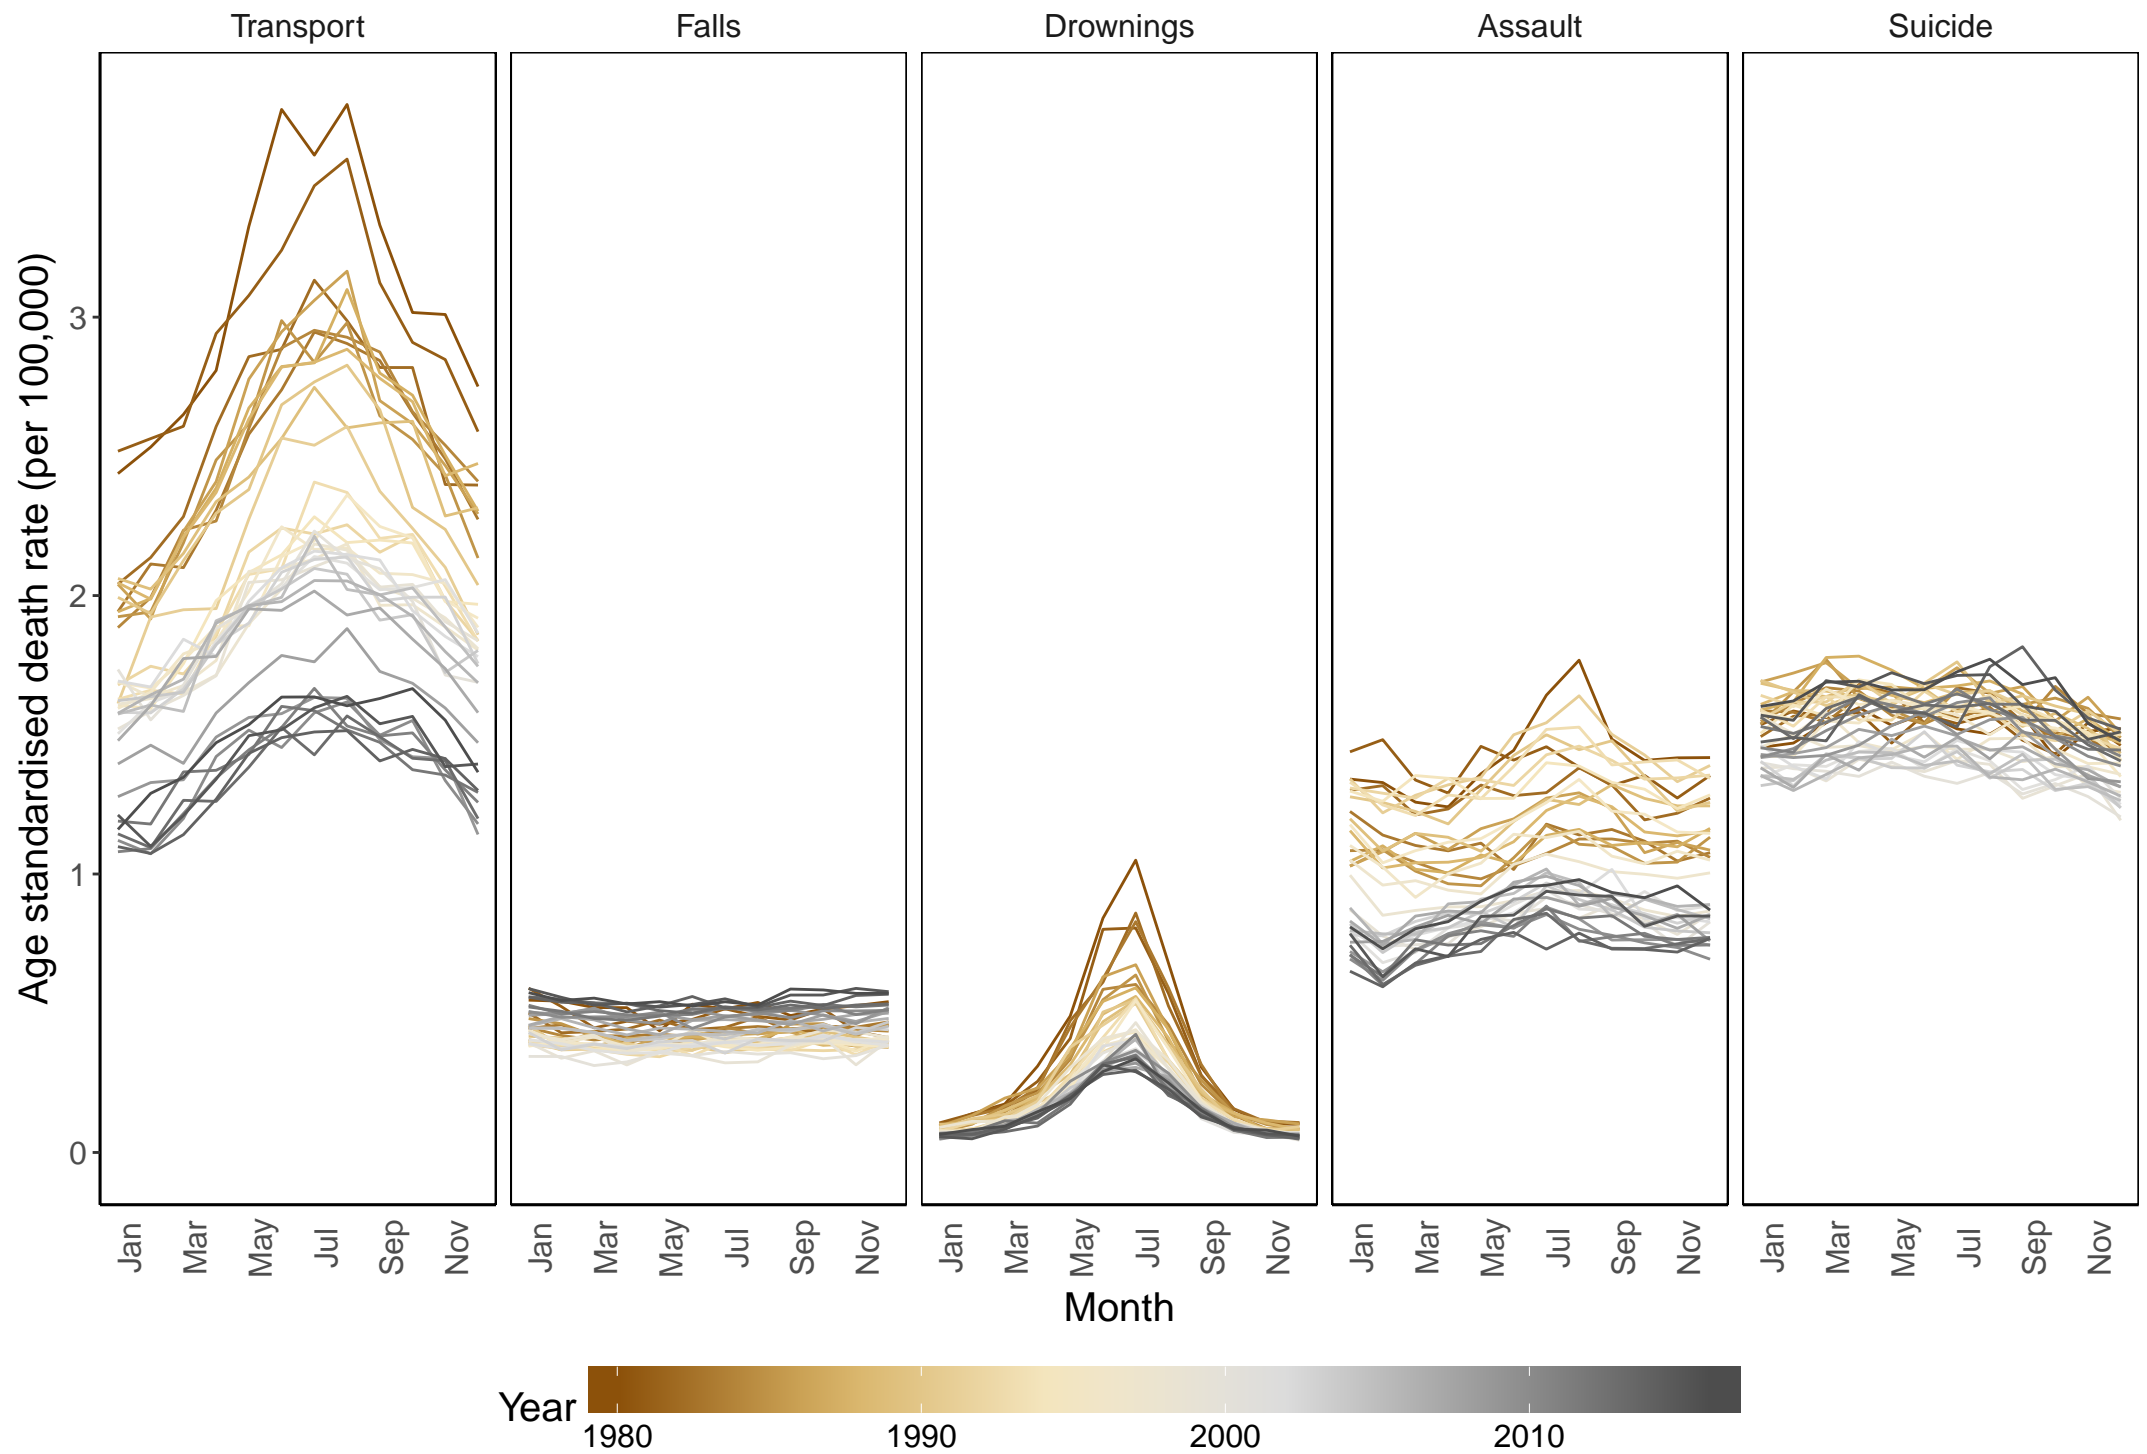 Transport Falls Drownings Assault Suicide
Age standardised death rate (per 100,000)
3
2
1
0
Jan Mar May Jul Sep Nov Jan Mar May Jul Sep Nov Jan Mar May Jul Sep Nov Jan Mar May Jul Sep Nov Jan Mar May Jul Sep Nov
Month
Year
1980 1990 2000 2010